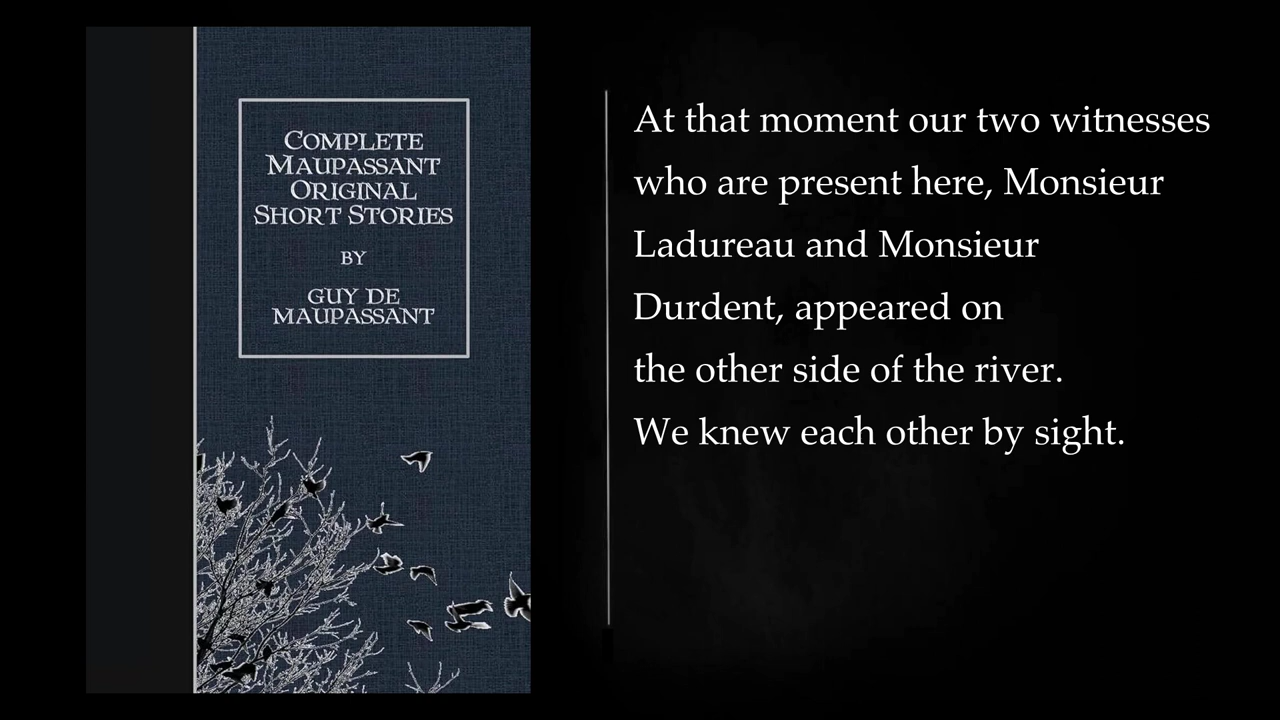 COMPLETE
MAUPASSANT
ORIGINAL
SHORT STORIES
BY
GUY DE
MAUPASSANT
At that moment our two witnesses
who are present here, Monsieur
Ladureau and Monsieur
Durdent, appeared on
the other side of the river.
We knew each other by sight.